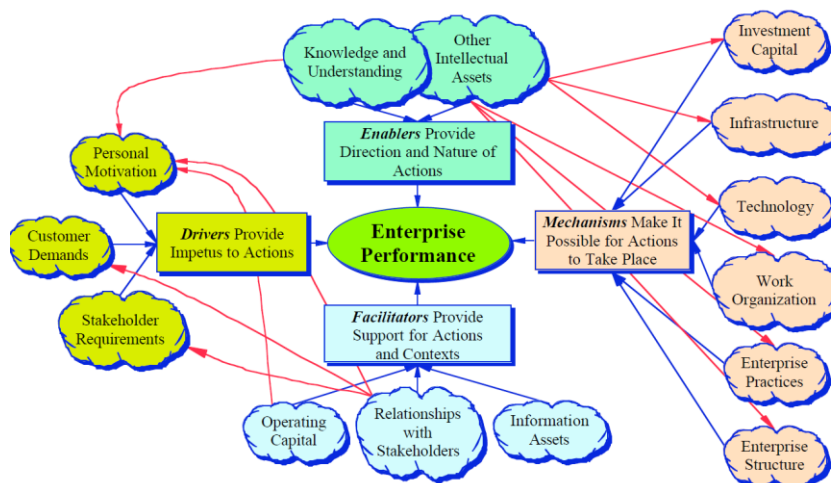 Knowledge and
Understanding
Other
Intellectual
Assets
Investment
Capital
Infrastructure
Enablers Provide
Direction and Nature of
Actions
Personal
Motivation
Technology
Customer
Demands
Drivers Provide
Impetus to Actions
Enterprise
Performance
Mechanisms Make It
Possible for Actions
to Take Place
Work
Organization
Stakeholder
Requirements
Facilitators Provide
Support for Actions
and Contexts
Enterprise
Practices
Operating
Capital
Relationships
with
Stakeholders
Information
Assets
Enterprise
Structure